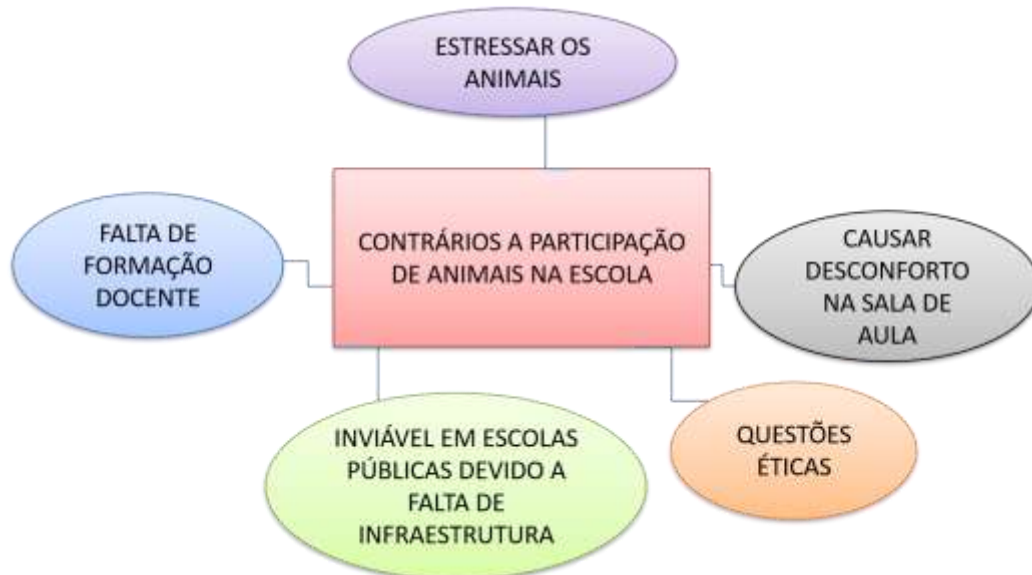 ESTRESSAR OS
ANIMAIS
CONTRÁRIOS A PARTICIPAÇÃO
DE ANIMAIS NA ESCOLA
FALTA DE
FORMAÇÃO
DOCENTE
CAUSAR
DESCONFORTO
NA SALA DE
AULA
INVIÁVEL EM ESCOLAS
PÚBLICAS DEVIDO A
FALTA DE
INFRAESTRUTURA
QUESTÕES
ÉTICAS